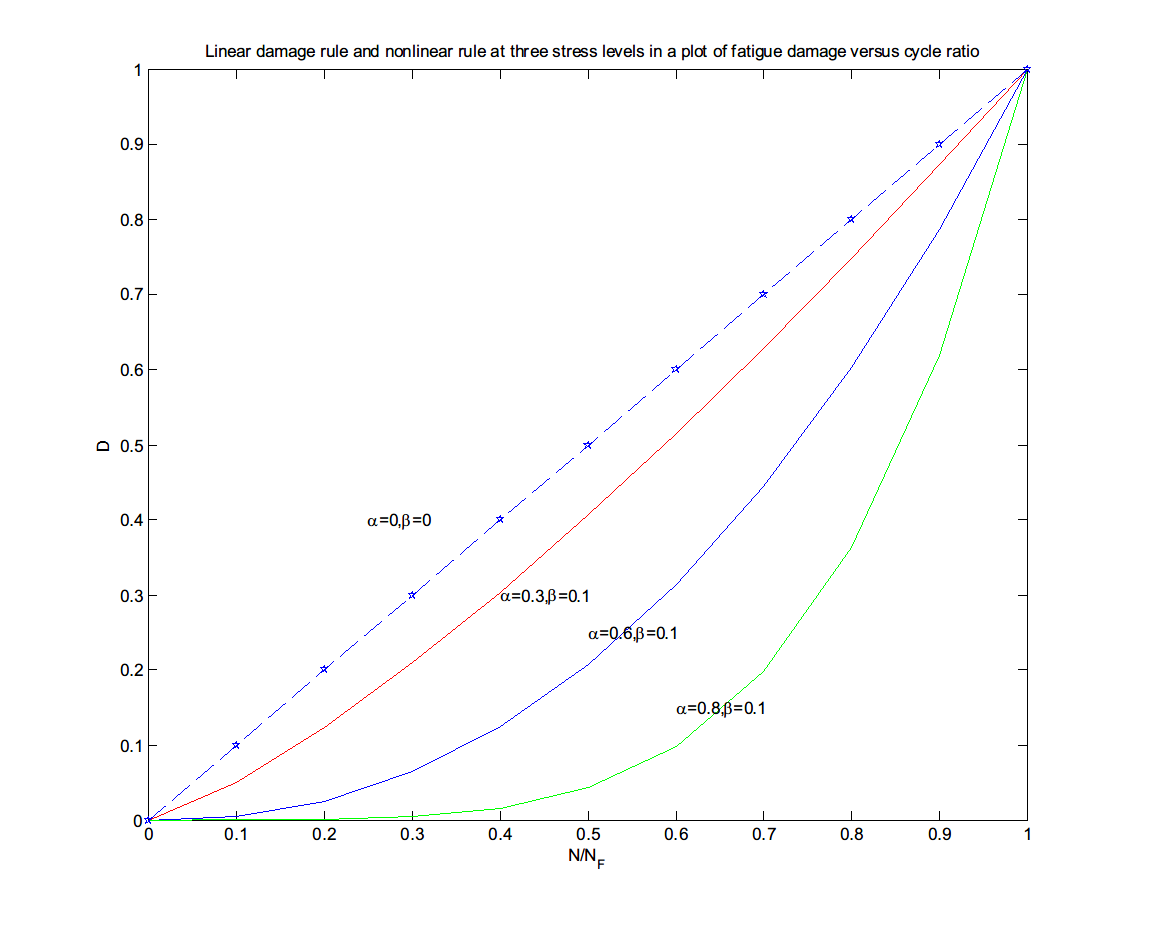 Linear damage rule and nonlinear rule at three stress levels in a plot of fatigue damage versus cycle ratio
1
0.9
0.8
0.7
0.6
0.5
D
0.4
α=0,β=0
0.3
α=0.3,β=0.1
α=0.6,β=0.1
0.2
α=0.8,β=0.1
0.1
0
0 0.1 0.2 0.3 0.4 0.5 0.6 0.7 0.8 0.9 1
N/N_F